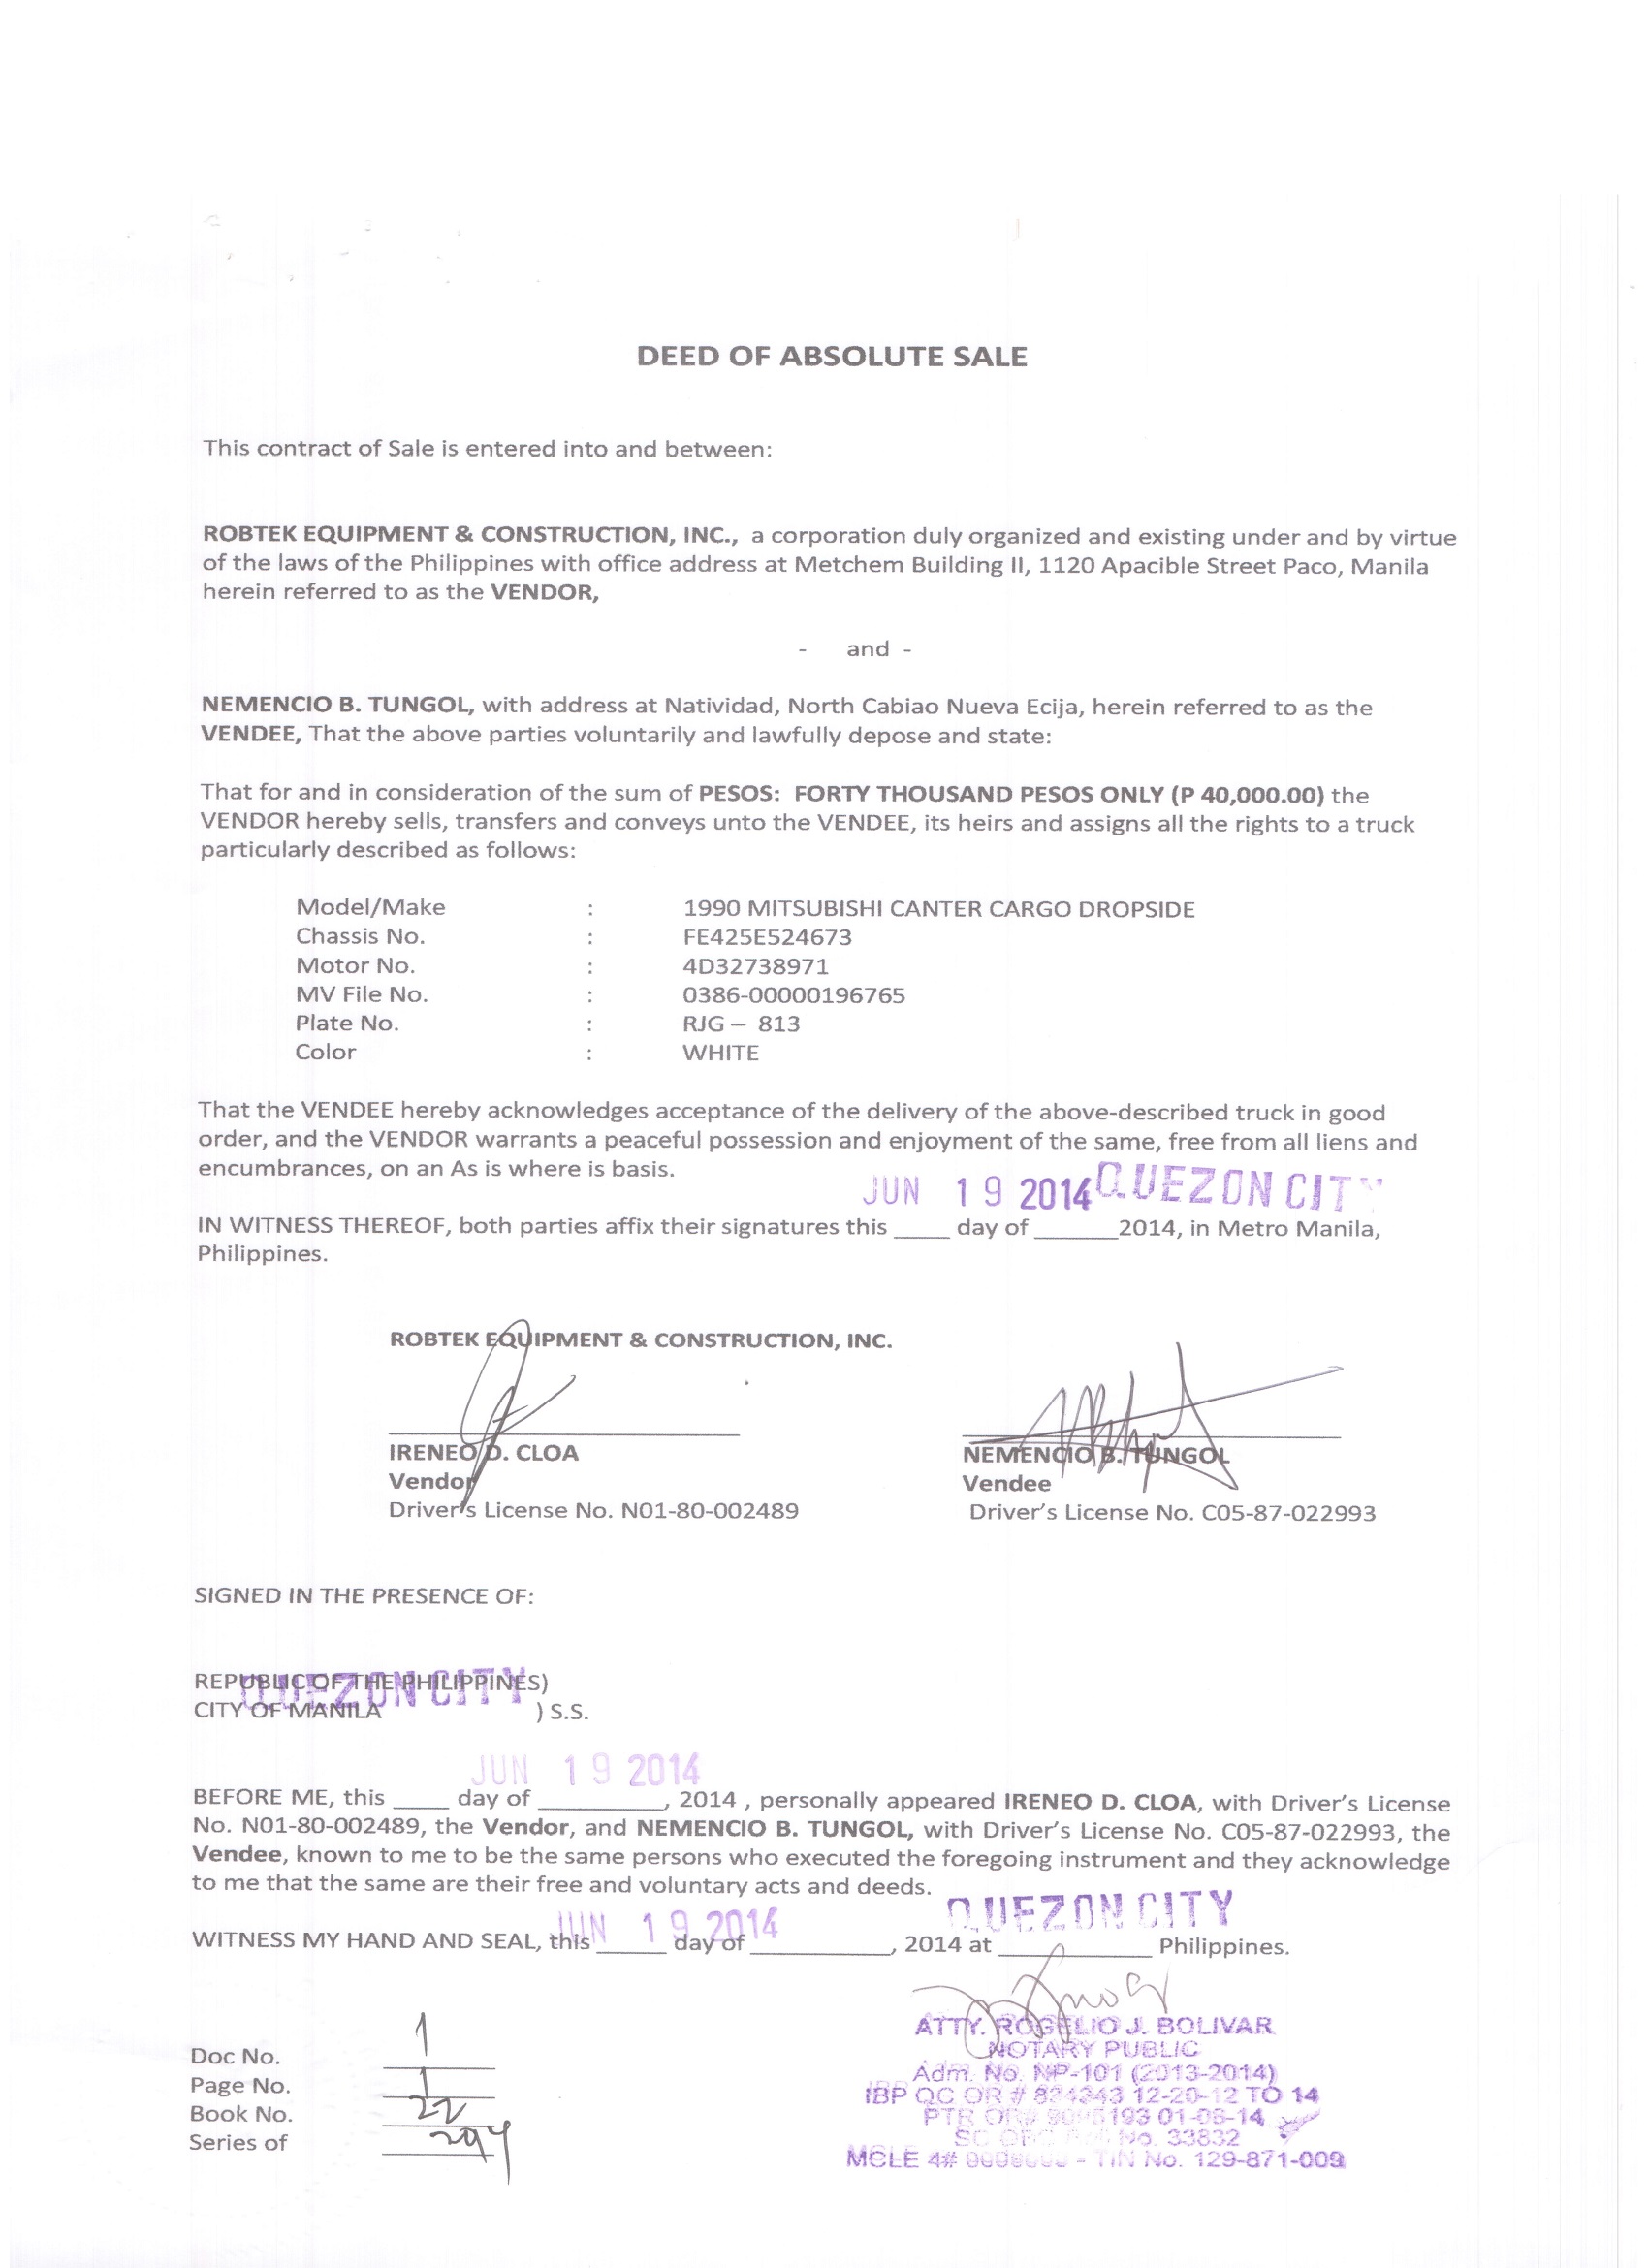 DEED OF ABSOLUTE SALE
This contract of Sale is entered into and between:
ROBTEK EQUIPMENT & CONSTRUCTION, INC., a corporation duly organized and existing under and by virtue
of the laws of the Philippines with office address at Metchem Building II, 1120 Apacible Street Paco, Manila
herein referred to as the VENDOR,
- and -
NEMENCIO B. TUNGOL, with address at Natividad, North Cabiao Nueva Ecija, herein referred to as the
VENDEE, That the above parties voluntarily and lawfully depose and state:
That for and in consideration of the sum of PESOS: FORTY THOUSAND PESOS ONLY (P 40,000.00) the
VENDOR hereby sells, transfers and conveys unto the VENDEE, its heirs and assigns all the rights to a truck
particularly described as follows:
Model/Make : 1990 MITSUBISHI CANTER CARGO DROPSIDE
Chassis No. : FE425E524673
Motor No. : 4D32738971
MV File No. : 0386-00000196765
Plate No. : RJG – 813
Color : WHITE
That the VENDEE hereby acknowledges acceptance of the delivery of the above-described truck in good
order, and the VENDOR warrants a peaceful possession and enjoyment of the same, free from all liens and
encumbrances, on an As is where is basis.
JUN 19 2014 QUEZON CITY
IN WITNESS THEREOF, both parties affix their signatures this ____ day of ______2014, in Metro Manila,
Philippines.
ROBTEK EQUIPMENT & CONSTRUCTION, INC.
IRENEO D. CLOA NEMENCIO B. TUNGOL
Vendor Vendee
Driver's License No. N01-80-002489 Driver's License No. C05-87-022993
SIGNED IN THE PRESENCE OF:
REPUBLIC OF THE PHILIPPINES)
QUEZON CITY
CITY OF MANILA ) S.S.
JUN 19 2014
BEFORE ME, this ____ day of _________, 2014 , personally appeared IRENEO D. CLOA, with Driver's License
No. N01-80-002489, the Vendor, and NEMENCIO B. TUNGOL, with Driver's License No. C05-87-022993, the
Vendee, known to me to be the same persons who executed the foregoing instrument and they acknowledge
to me that the same are their free and voluntary acts and deeds.
JUN 19 2014 QUEZON CITY
WITNESS MY HAND AND SEAL, this _____ day of __________, 2014 at ___________ Philippines.
ATTY. ROGELIO J. BOLIVAR
NOTARY PUBLIC
Adm. No. NP-101 (2013-2014)
IBP QC OR # 824243 12-20-12 TO 14
PTR OR# 01-06-14
No. 33832
MCLE 4# - TIN No. 129-871-009
Doc No. 1
Page No. 1
Book No. 22
Series of 2014